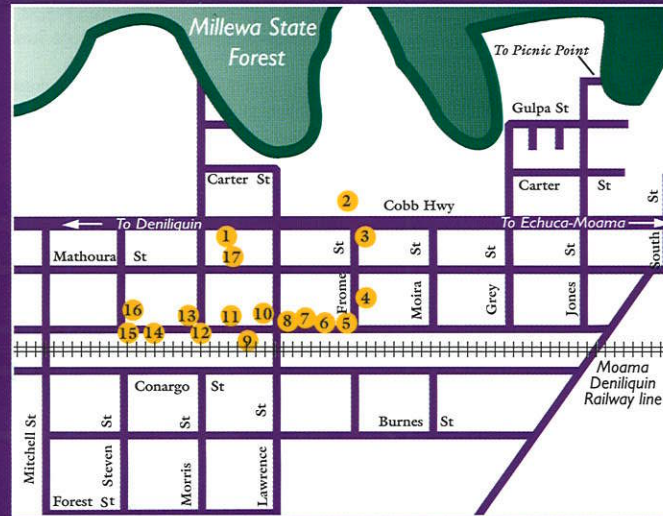 Millewa State
Forest
To Picnic Point
Gulpa St
Carter St
Carter St
2
Cobb Hwy
To Deniliquin
To Echuca-Moama
1
3
17
Mathoura St
Frome St
Moira St
Grey St
Jones St
South St
4
16
13
11
10
8
7
6
5
15
14
12
9
Moama
Deniliquin
Railway line
Conargo St
Burnes St
Mitchell St
Steven St
Morris St
Lawrence St
Forest St